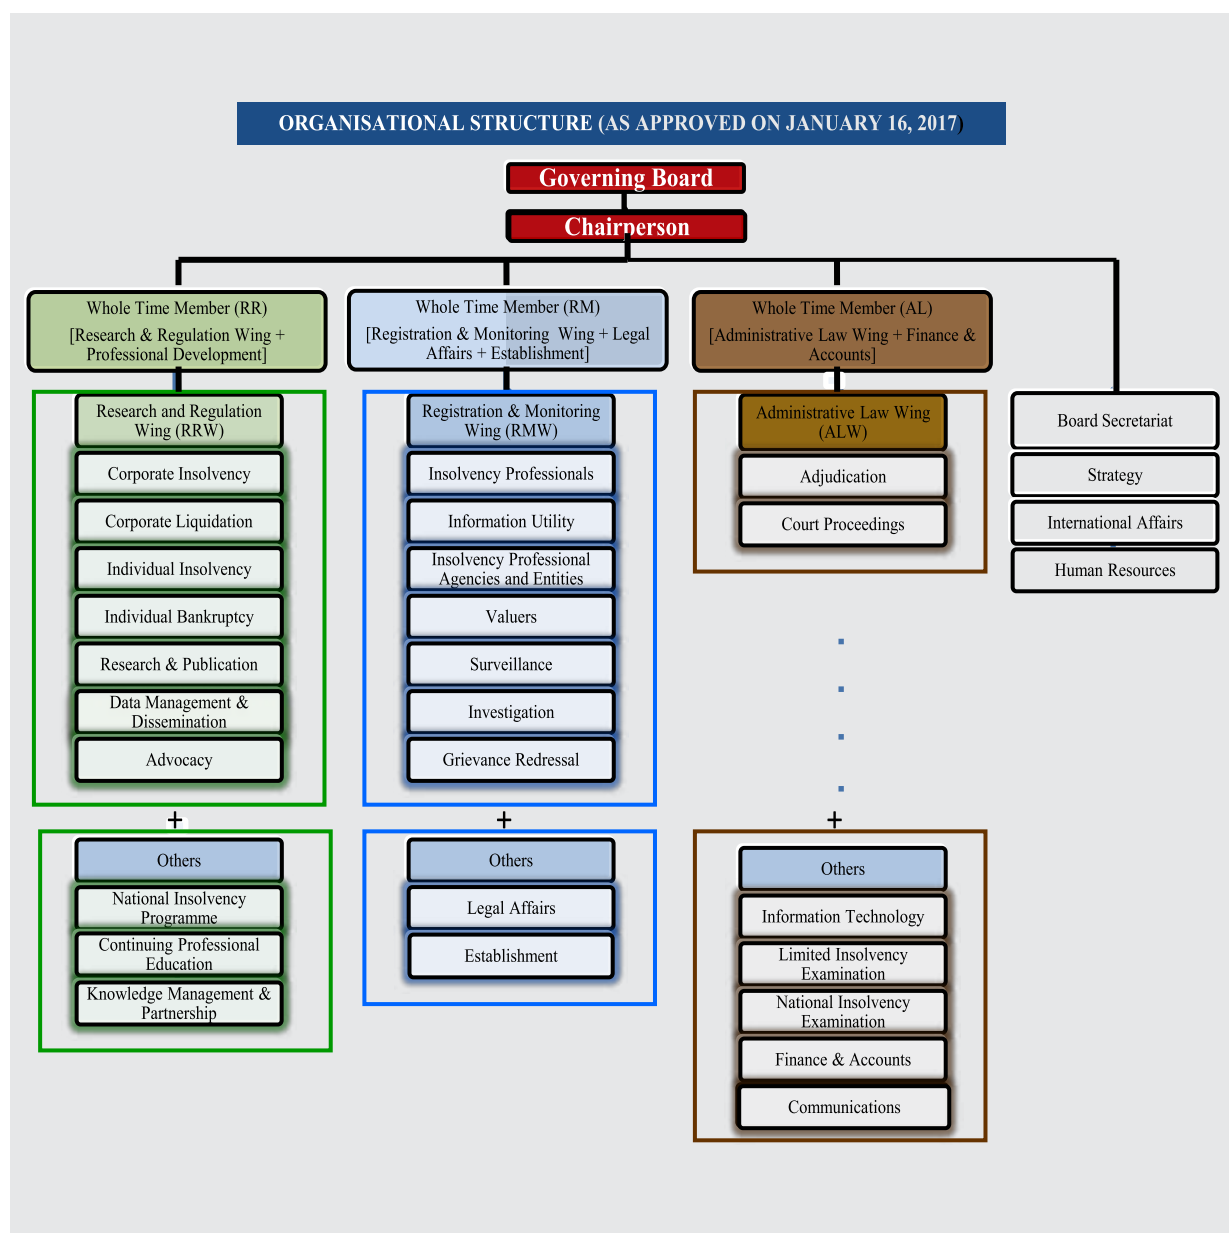 ORGANISATIONAL STRUCTURE (AS APPROVED ON JANUARY 16, 2017)
Governing Board
Chairperson
Whole Time Member (RR)
[Research & Regulation Wing +
Professional Development]
Whole Time Member (RM)
[Registration & Monitoring Wing + Legal
Affairs + Establishment]
Whole Time Member (AL)
[Administrative Law Wing + Finance &
Accounts]
Research and Regulation
Wing (RRW)
Corporate Insolvency
Corporate Liquidation
Individual Insolvency
Individual Bankruptcy
Research & Publication
Data Management &
Dissemination
Advocacy
+
Others
National Insolvency
Programme
Continuing Professional
Education
Knowledge Management &
Partnership
Registration & Monitoring
Wing (RMW)
Insolvency Professionals
Information Utility
Insolvency Professional
Agencies and Entities
Valuers
Surveillance
Investigation
Grievance Redressal
+
Others
Legal Affairs
Establishment
Administrative Law Wing
(ALW)
Adjudication
Court Proceedings
+
Others
Information Technology
Limited Insolvency
Examination
National Insolvency
Examination
Finance & Accounts
Communications
Board Secretariat
Strategy
International Affairs
Human Resources